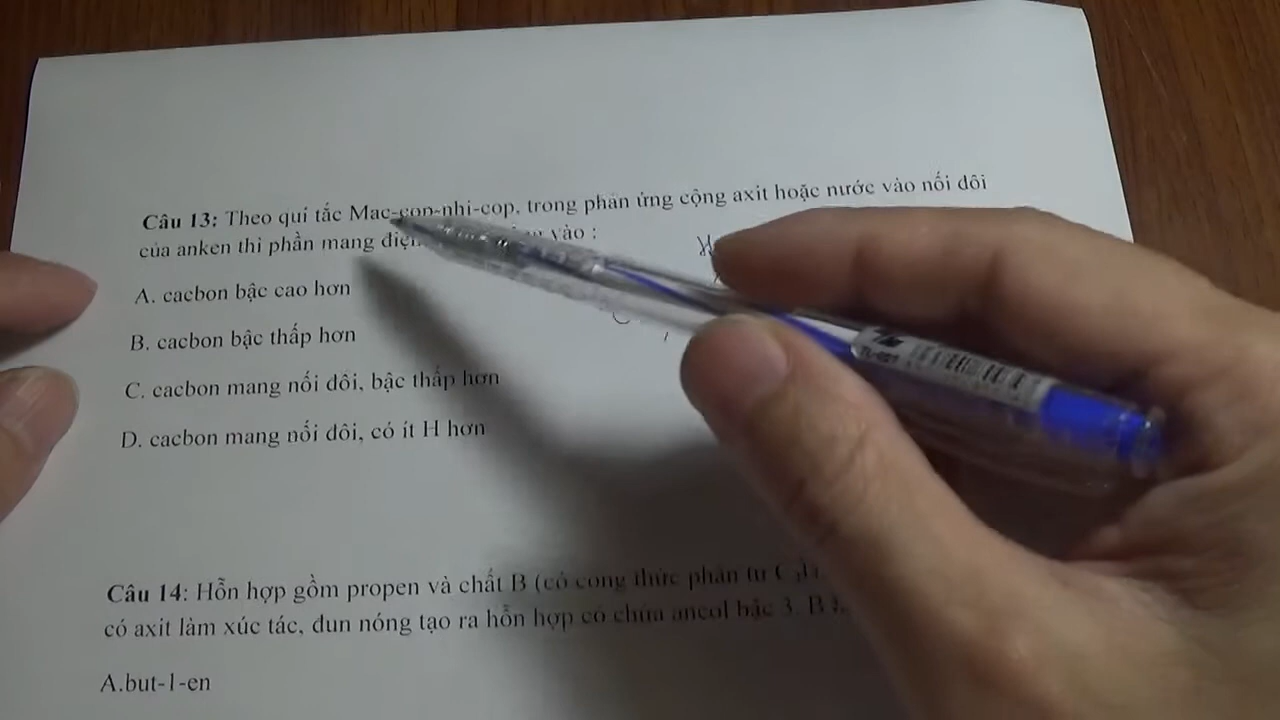 Câu 13: Theo qui tắc Mac-cop-nhi-cop, trong phản ứng cộng axit hoặc nước vào nối đôi
của anken thì phần mang điện vào :
A. cacbon bậc cao hơn
B. cacbon bậc thấp hơn
C. cacbon mang nối đôi, bậc thấp hơn
D. cacbon mang nối đôi, có ít H hơn
Câu 14: Hỗn hợp gồm propen và chất B (có công thức phân tử
có axit làm xúc tác, đun nóng tạo ra hỗn hợp có chứa ancol bậc 3. B
A.but-1-en